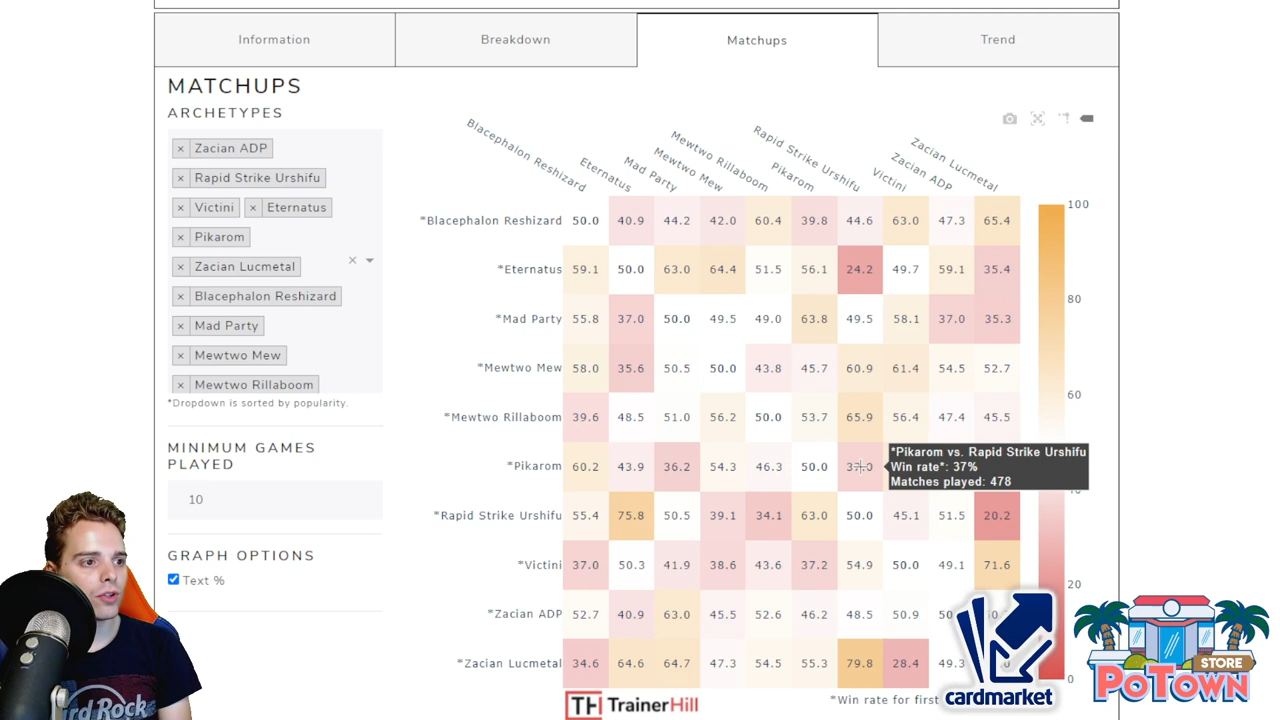 Information
Breakdown
Matchups
Trend
MATCHUPS
ARCHETYPES
× Zacian ADP
× Rapid Strike Urshifu
× Victini × Eternatus
× Pikarom
× Zacian Lucmetal
× Blacephalon Reshizard
× Mad Party
× Mewtwo Mew
× Mewtwo Rillaboom
*Dropdown is sorted by popularity.
MINIMUM GAMES
PLAYED
10
GRAPH OPTIONS
Text %
Blacephalon Reshizard
Eternatus
Mad Party
Mewtwo Mew
Mewtwo Rillaboom
Pikarom
Rapid Strike Urshifu
Victini
Zacian ADP
Zacian Lucmetal
*Blacephalon Reshizard 50.0 40.9 44.2 42.0 60.4 39.8 44.6 63.0 47.3 65.4
*Eternatus 59.1 50.0 63.0 64.4 51.5 56.1 24.2 49.7 59.1 35.4
*Mad Party 55.8 37.0 50.0 49.5 49.0 63.8 49.5 58.1 37.0 35.3
*Mewtwo Mew 58.0 35.6 50.5 50.0 43.8 45.7 60.9 61.4 54.5 52.7
*Mewtwo Rillaboom 39.6 48.5 51.0 56.2 50.0 53.7 65.9 56.4 47.4 45.5
*Pikarom 60.2 43.9 36.2 54.3 46.3 50.0
*Pikarom vs. Rapid Strike Urshifu
Win rate*: 37%
Matches played: 478
*Rapid Strike Urshifu 55.4 75.8 50.5 39.1 34.1 63.0 50.0 45.1 51.5 20.2
*Victini 37.0 50.3 41.9 38.6 43.6 37.2 54.9 50.0 49.1 71.6
*Zacian ADP 52.7 40.9 63.0 45.5 52.6 46.2 48.5 50.9
*Zacian Lucmetal 34.6 64.6 64.7 47.3 54.5 55.3 79.8 28.4 49.3
100
80
60
20
0
TH TrainerHill
*Win rate for first
cardmarket
STORE
POTOWN